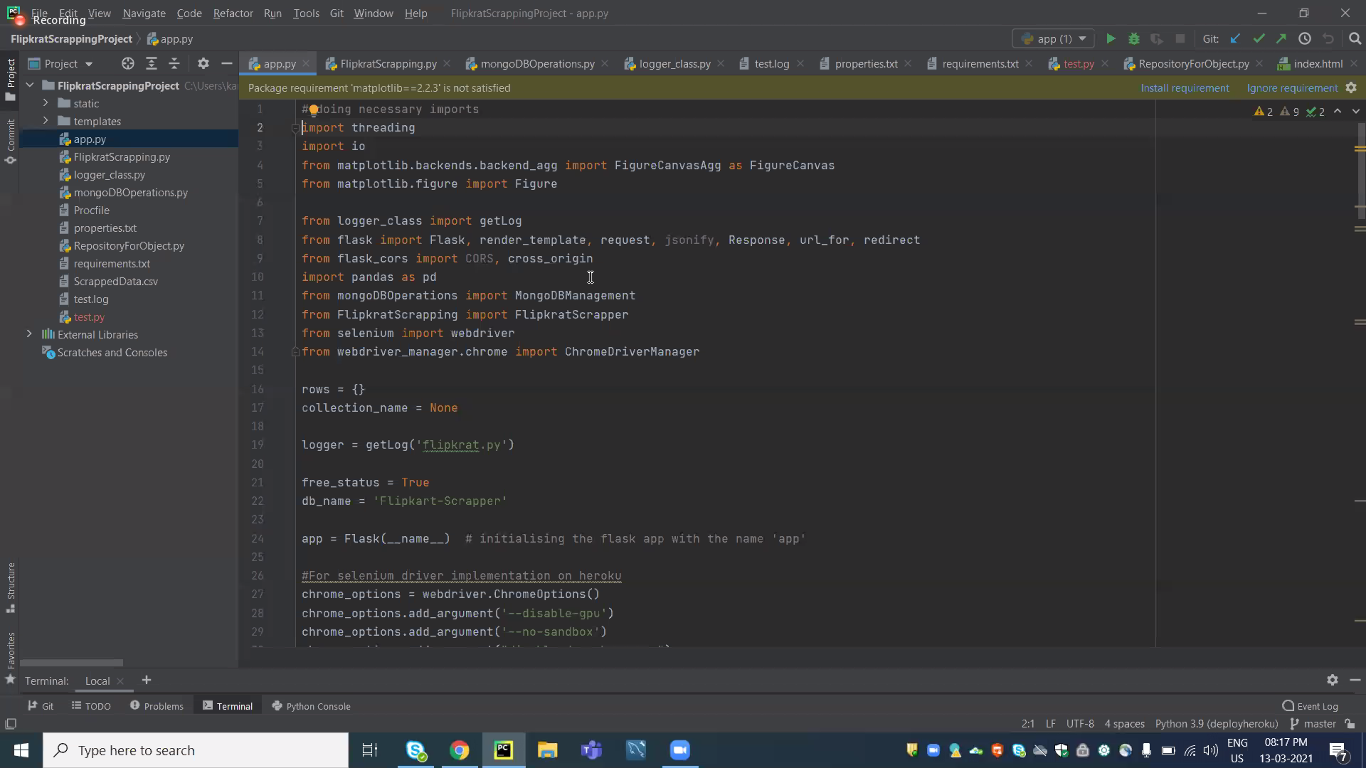 File Edit View Navigate Code Refactor Run Tools Git Window Help FlipkratScrappingProject - app.py
Recording
FlipkratScrappingProject app.py app (1) Git:
Project Project app.py FlipkratScrapping.py mongoDBOperations.py logger_class.py test.log properties.txt requirements.txt test.py RepositoryForObject.py index.html
FlipkratScrappingProject C:\Users\ka
static
templates
app.py
FlipkratScrapping.py
logger_class.py
mongoDBOperations.py
Procfile
properties.txt
RepositoryForObject.py
requirements.txt
ScrappedData.csv
test.log
test.py
External Libraries
Scratches and Consoles
Commit
Structure
Favorites
Package requirement 'matplotlib==2.2.3' is not satisfied Install requirement Ignore requirement
2 9 2
1 # doing necessary imports
2 import threading
3 import io
4 from matplotlib.backends.backend_agg import FigureCanvasAgg as FigureCanvas
5 from matplotlib.figure import Figure
6
7 from logger_class import getLog
8 from flask import Flask, render_template, request, jsonify, Response, url_for, redirect
9 from flask_cors import CORS, cross_origin
10 import pandas as pd
11 from mongoDBOperations import MongoDBManagement
12 from FlipkratScrapping import FlipkratScrapper
13 from selenium import webdriver
14 from webdriver_manager.chrome import ChromeDriverManager
15
16 rows = {}
17 collection_name = None
18
19 logger = getLog('flipkrat.py')
20
21 free_status = True
22 db_name = 'Flipkart-Scrapper'
23
24 app = Flask(__name__) # initialising the flask app with the name 'app'
25
26 #For selenium driver implementation on heroku
27 chrome_options = webdriver.ChromeOptions()
28 chrome_options.add_argument('--disable-gpu')
29 chrome_options.add_argument('--no-sandbox')
Terminal: Local
Git TODO Problems Terminal Python Console Event Log
2:1 LF UTF-8 4 spaces Python 3.9 (deployheroku) master
Type here to search
ENG US 08:17 PM 13-03-2021 7